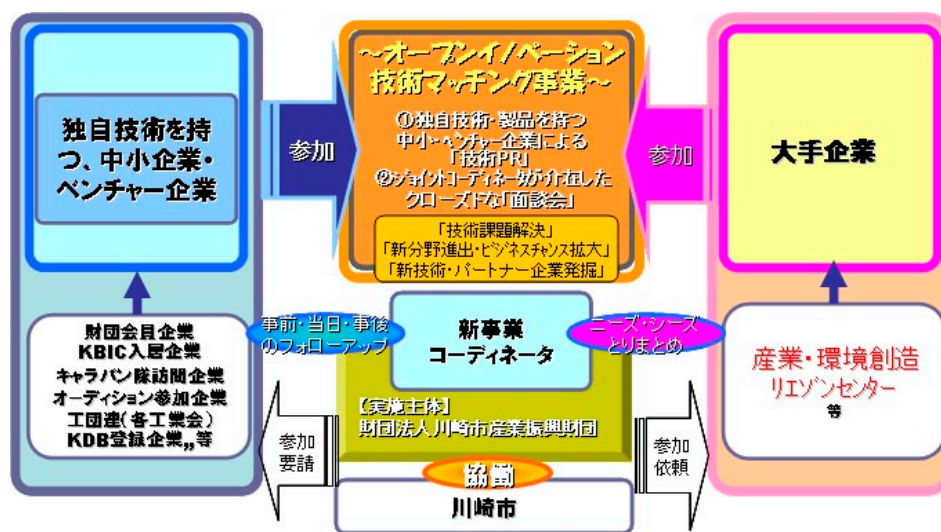 独自技術を持
つ、中小企業・
ベンチャー企業
参加
～オープンイノベーション
技術マッチング事業～
①独自技術・製品を持つ
中小・ベンチャー企業による
「技術PR」
②ジョイントコーディネータが介在した
クローズドな「面談会」
「技術課題解決」
「新分野進出・ビジネスチャンス拡大」
「新技術・パートナー企業発掘」
参加
大手企業
財団会員企業
KBIC入居企業
キャラバン隊訪問企業
オーディション参加企業
工団連(各工業会)
KDB登録企業,,等
事前・当日・事後
のフォローアップ
新事業
コーディネータ
ニーズ・シーズ
とりまとめ
産業・環境創造
リエゾンセンター
等
【実施主体】
財団法人川崎市産業振興財団
参加
要請
参加
依頼
協働
川崎市